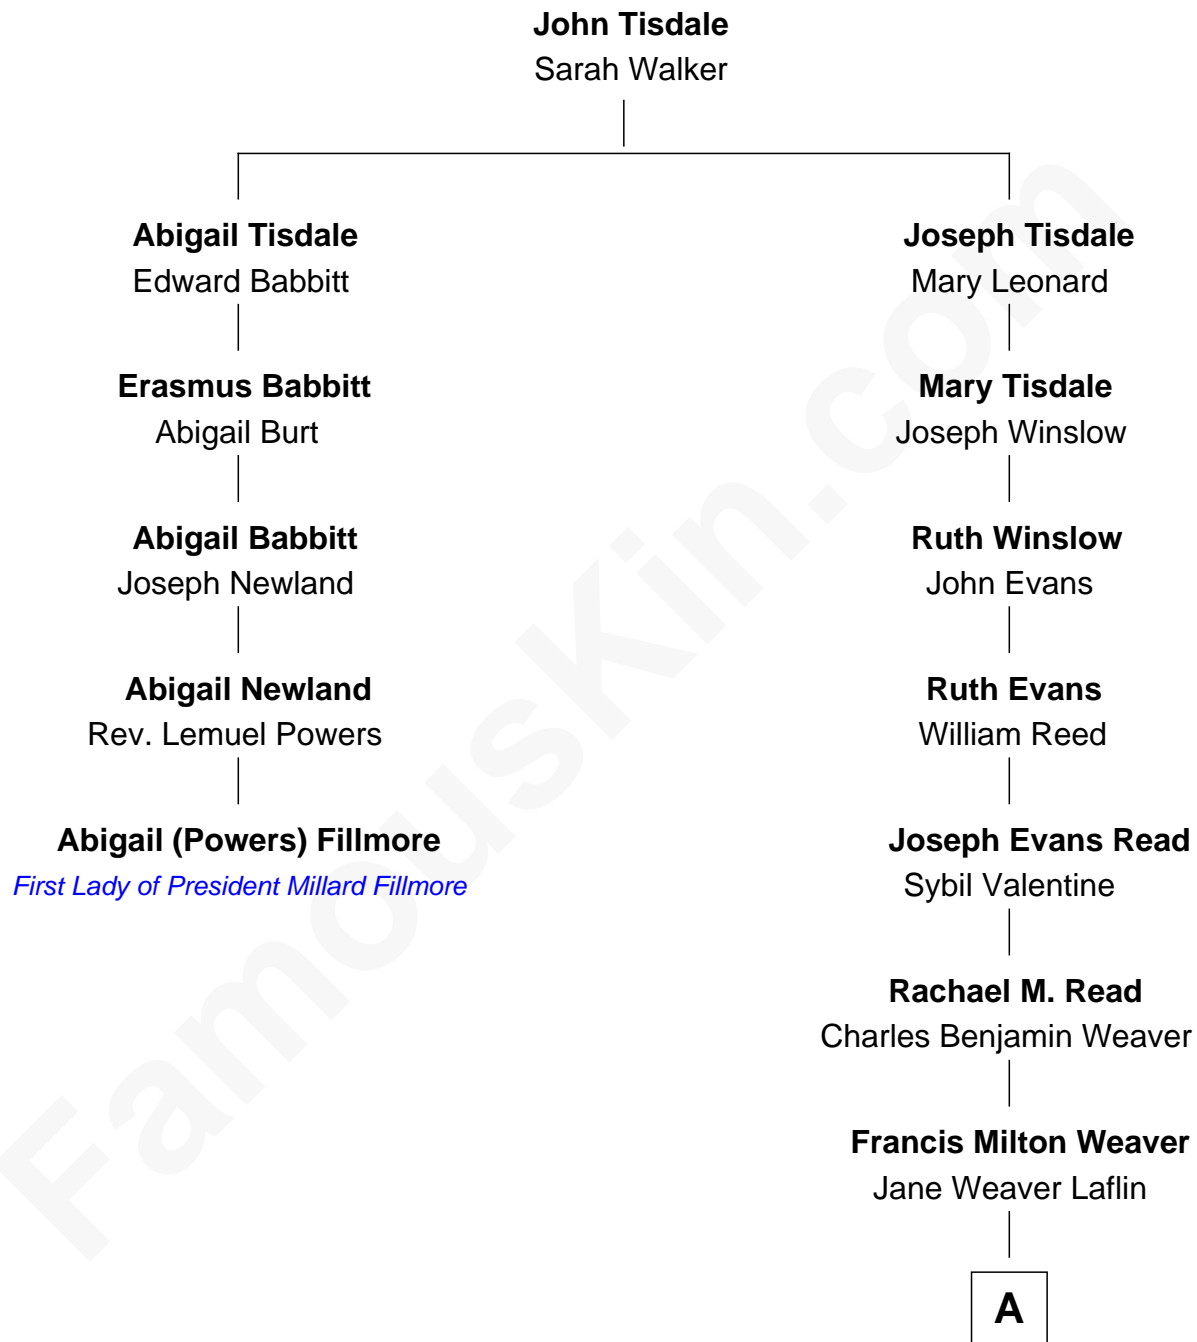 John Tisdale
Sarah Walker
Abigail Tisdale
Edward Babbitt
Joseph Tisdale
Mary Leonard
Erasmus Babbitt
Abigail Burt
Mary Tisdale
Joseph Winslow
Abigail Babbitt
Joseph Newland
Ruth Winslow
John Evans
Abigail Newland
Rev. Lemuel Powers
Ruth Evans
William Reed
Abigail (Powers) Fillmore
First Lady of President Millard Fillmore
Joseph Evans Read
Sybil Valentine
Rachael M. Read
Charles Benjamin Weaver
Francis Milton Weaver
Jane Weaver Laflin
A
FamousKin.com